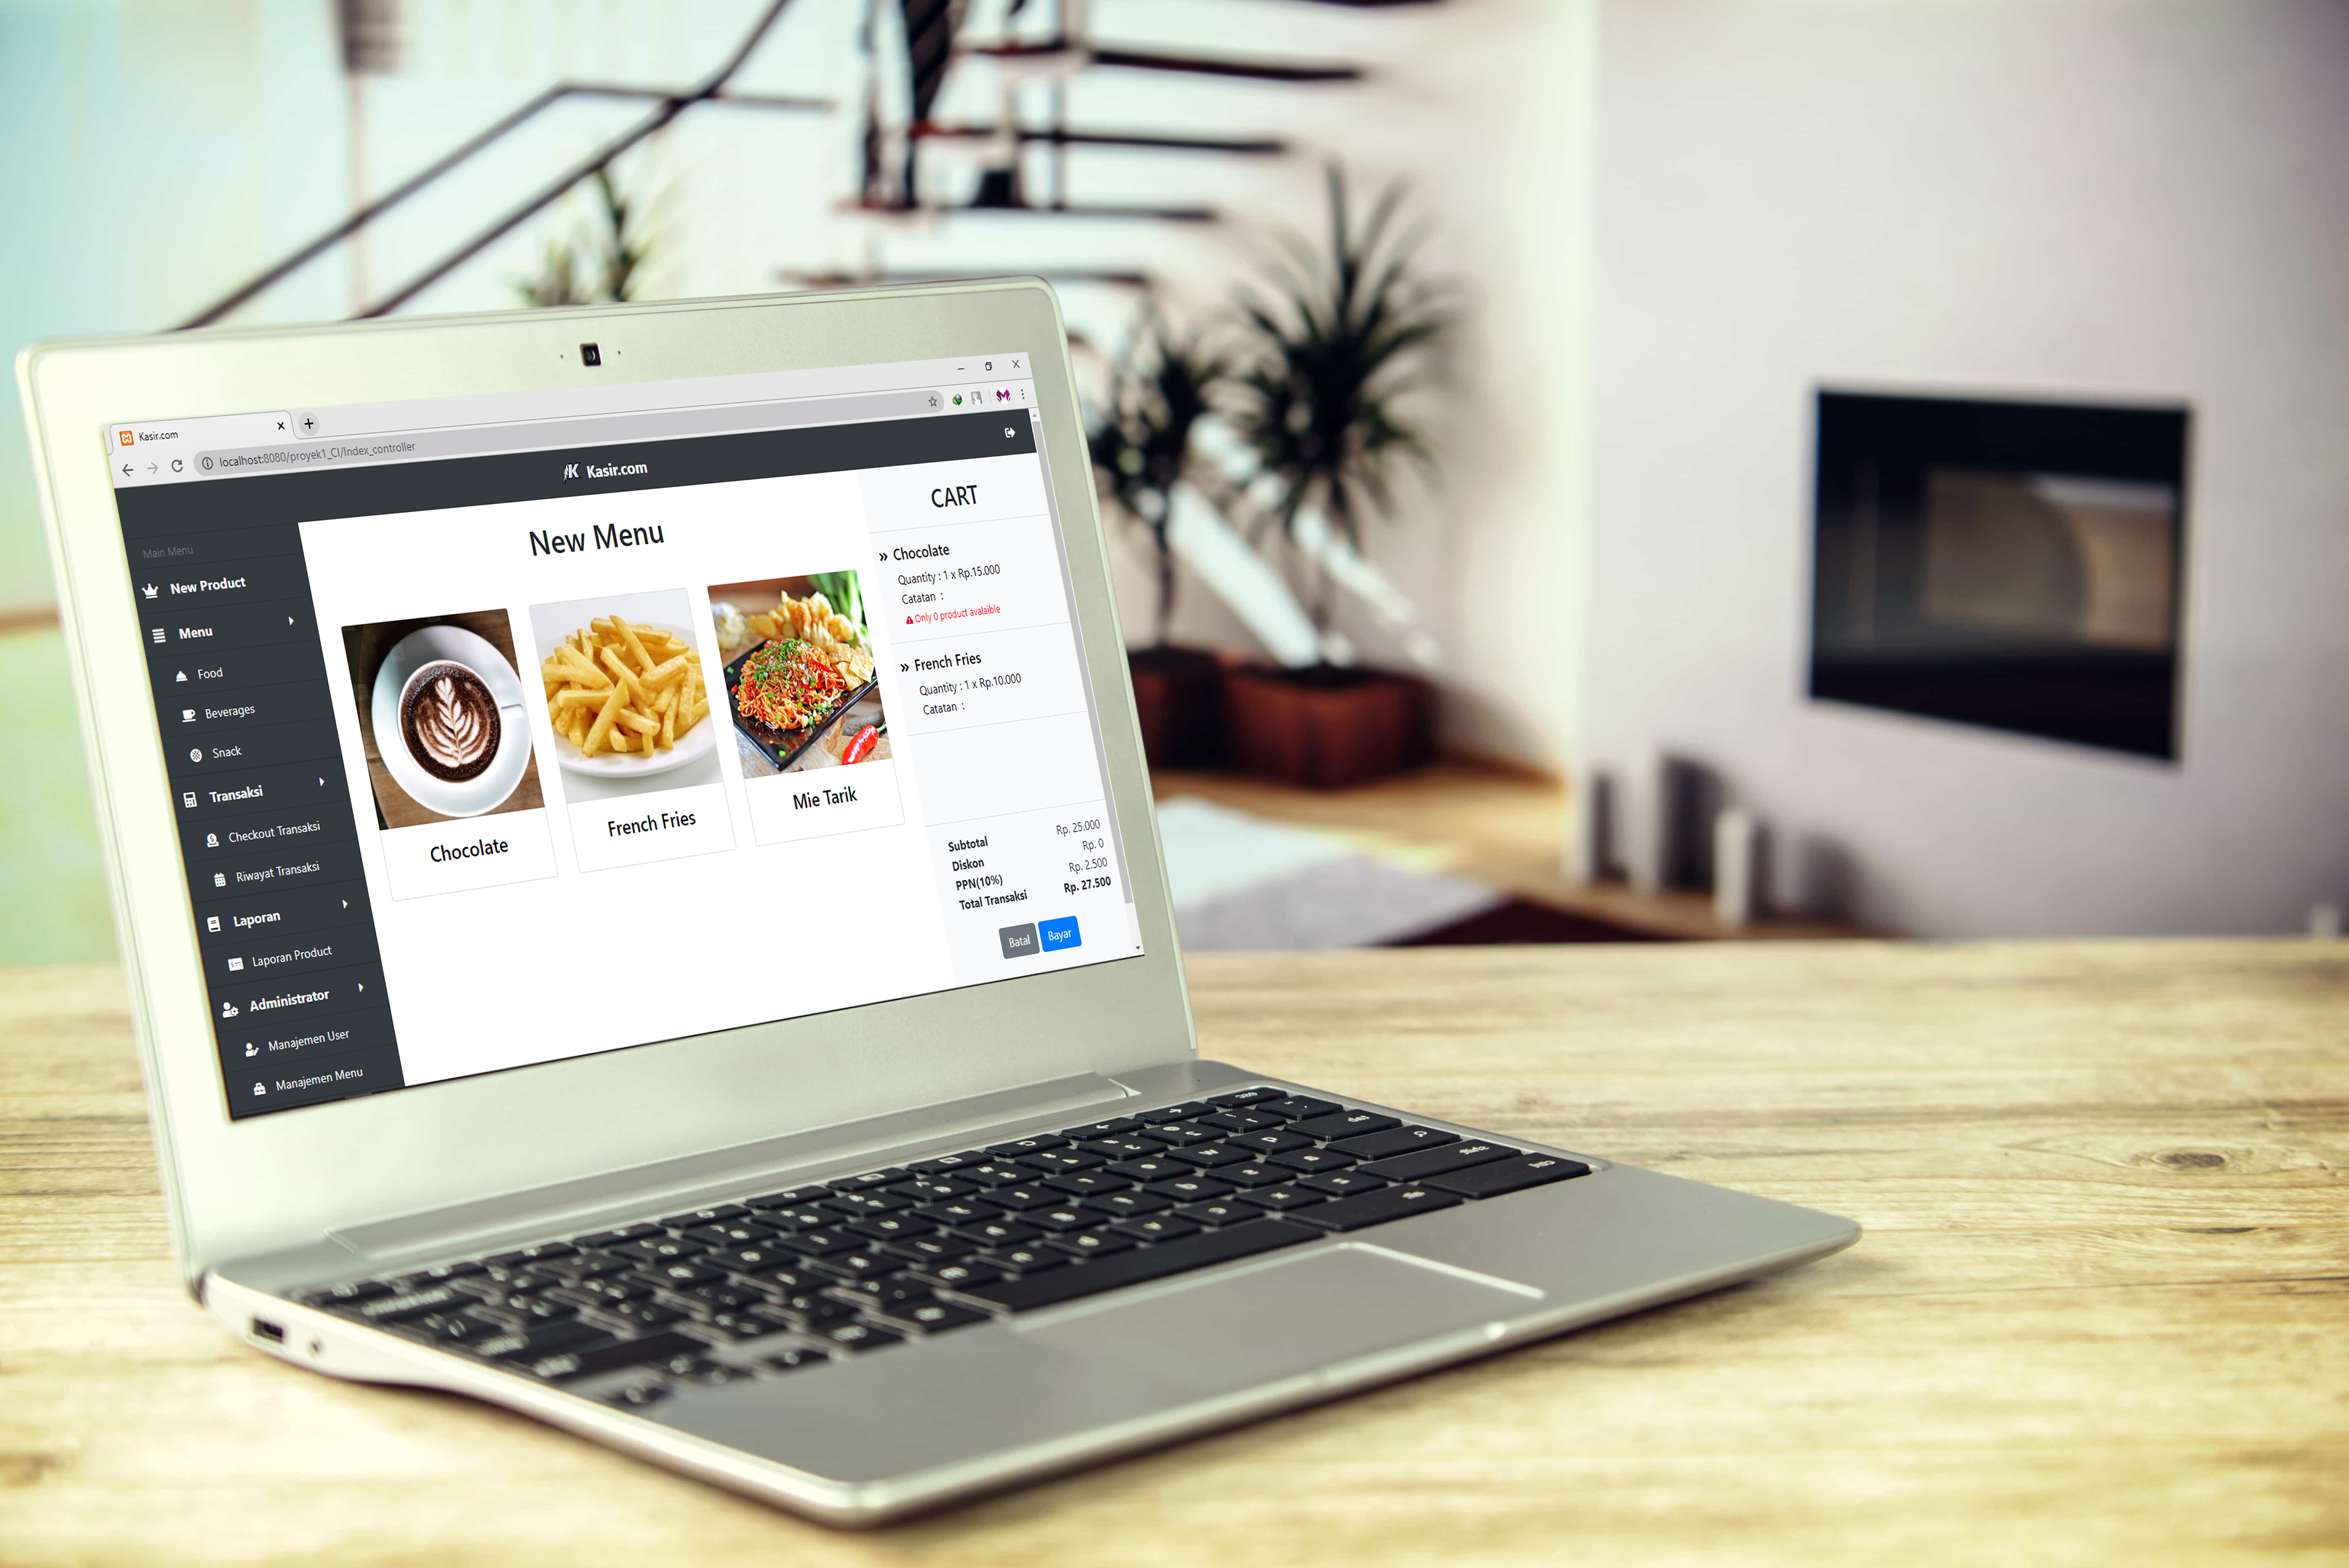 Kasir.com
localhost:8080/proyek1_CI/Index_controller
Kasir.com
Main Menu
New Product
Menu
Food
Beverages
Snack
Transaksi
Checkout Transaksi
Riwayat Transaksi
Laporan
Laporan Product
Administrator
Manajemen User
Manajemen Menu
New Menu
Chocolate
French Fries
Mie Tarik
CART
» Chocolate
Quantity : 1 x Rp.15.000
Catatan :
Only 0 product avalaible
» French Fries
Quantity : 1 x Rp.10.000
Catatan :
Subtotal Rp. 25.000
Diskon Rp. 0
PPN(10%) Rp. 2.500
Total Transaksi Rp. 27.500
Batal Bayar